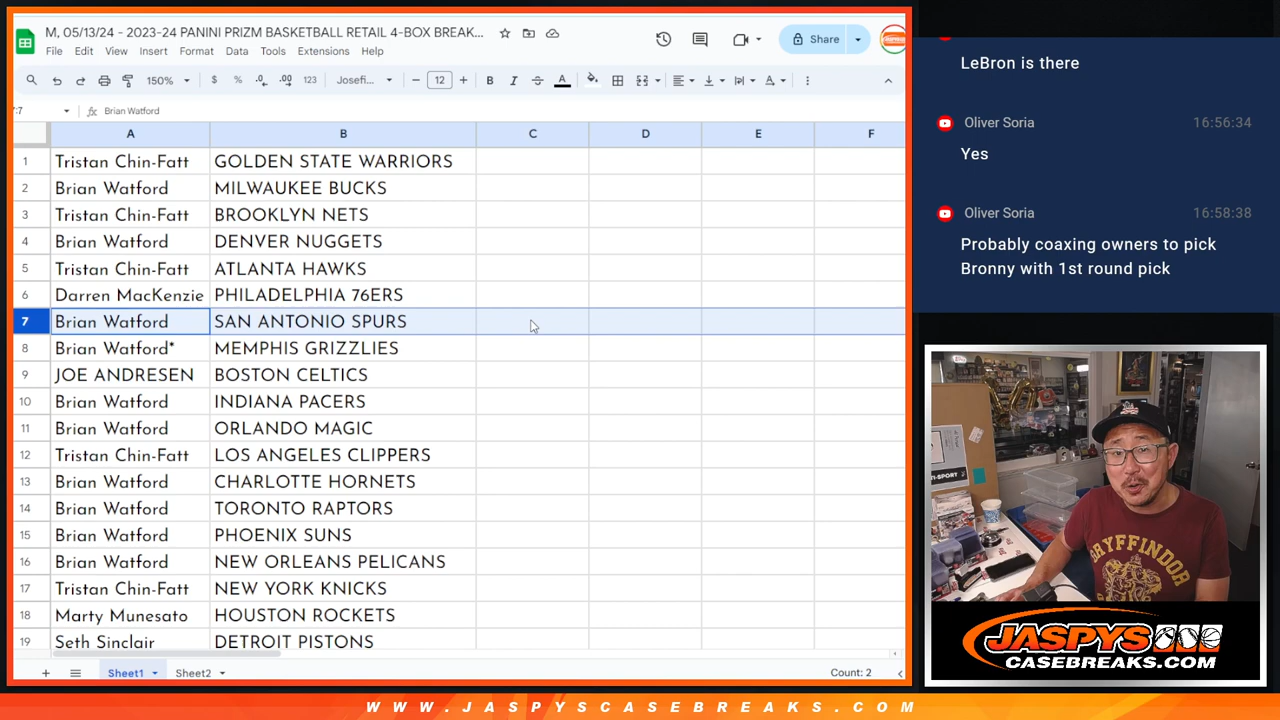 M, 05/13/24 - 2023-24 PANINI PRIZM BASKETBALL RETAIL 4-BOX BREAK...
File Edit View Insert Format Data Tools Extensions Help
Share
150% $ % .0 .00 123 Josefi... 12 B I A
:7 fx Brian Watford
A B C D E F
1 Tristan Chin-Fatt GOLDEN STATE WARRIORS
2 Brian Watford MILWAUKEE BUCKS
3 Tristan Chin-Fatt BROOKLYN NETS
4 Brian Watford DENVER NUGGETS
5 Tristan Chin-Fatt ATLANTA HAWKS
6 Darren MacKenzie PHILADELPHIA 76ERS
7 Brian Watford SAN ANTONIO SPURS
8 Brian Watford* MEMPHIS GRIZZLIES
9 JOE ANDRESEN BOSTON CELTICS
10 Brian Watford INDIANA PACERS
11 Brian Watford ORLANDO MAGIC
12 Tristan Chin-Fatt LOS ANGELES CLIPPERS
13 Brian Watford CHARLOTTE HORNETS
14 Brian Watford TORONTO RAPTORS
15 Brian Watford PHOENIX SUNS
16 Brian Watford NEW ORLEANS PELICANS
17 Tristan Chin-Fatt NEW YORK KNICKS
18 Marty Munesato HOUSTON ROCKETS
19 Seth Sinclair DETROIT PISTONS
Sheet1 Sheet2 Count: 2
LeBron is there
Oliver Soria 16:56:34
Yes
Oliver Soria 16:58:38
Probably coaxing owners to pick
Bronny with 1st round pick
GRYFFINDOR
JASPYS
CASEBREAKS.COM
WWW.JASPYSCASEBREAKS.COM